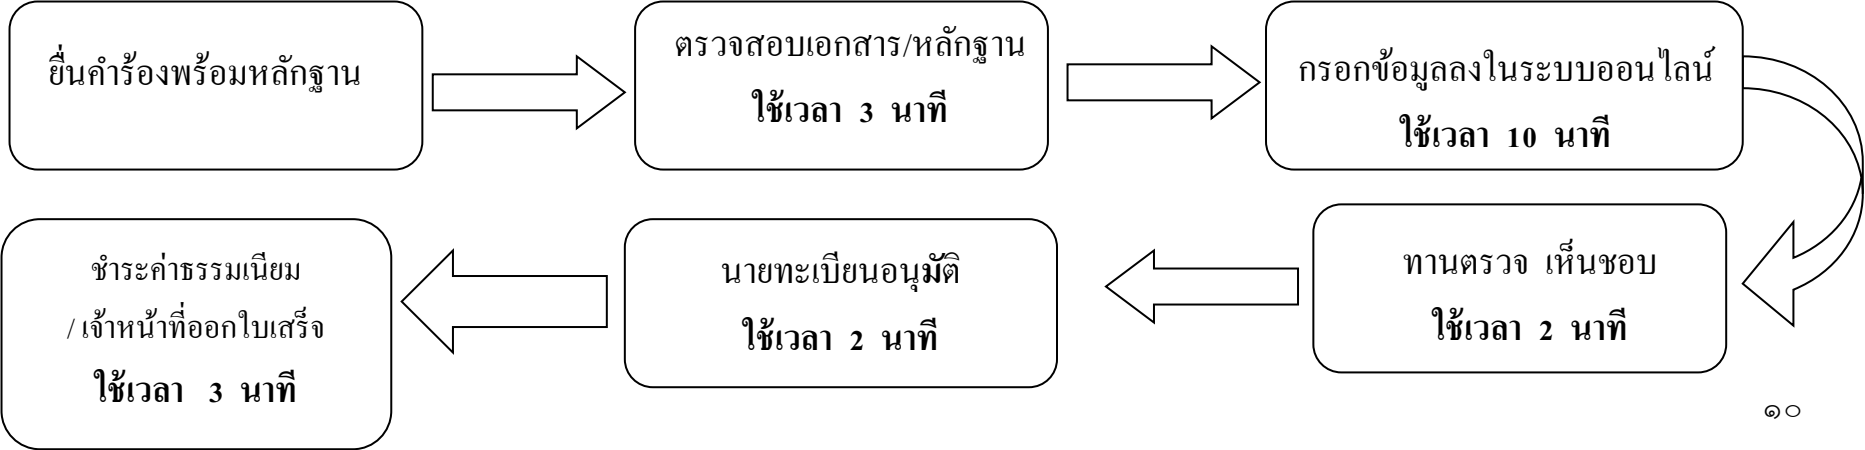 ยื่นคำร้องพร้อมหลักฐาน
ตรวจสอบเอกสาร/หลักฐาน
ใช้เวลา 3 นาที
กรอกข้อมูลลงในระบบออนไลน์
ใช้เวลา 10 นาที
ทานตรวจ เห็นชอบ
ใช้เวลา 2 นาที
นายทะเบียนอนุมัติ
ใช้เวลา 2 นาที
ชำระค่าธรรมเนียม
/ เจ้าหน้าที่ออกใบเสร็จ
ใช้เวลา 3 นาที
๑๐